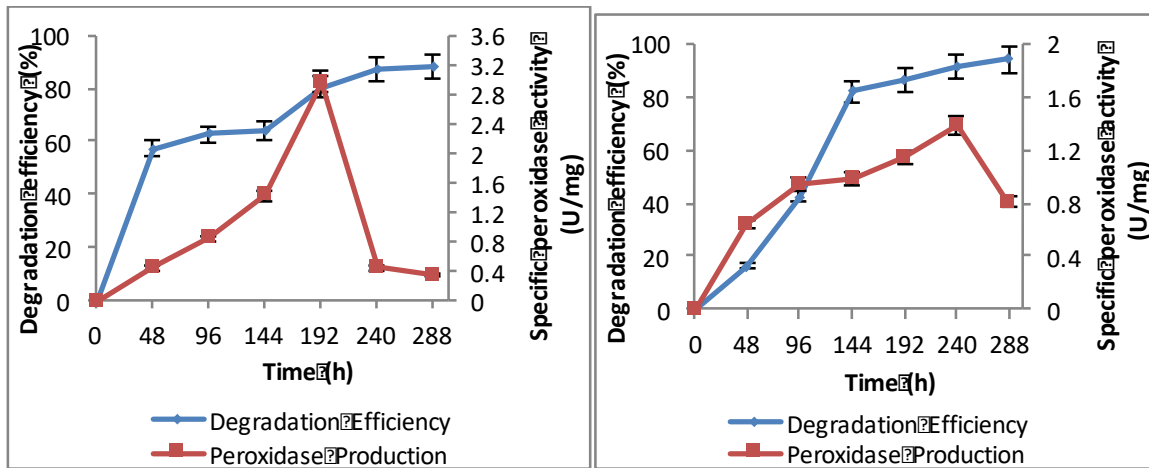 Degradation⍰efficiency⍰(%)
100
80
60
40
20
0
3.6
3.2
2.8
2.4
2
1.6
1.2
0.8
0.4
0
Specific⍰peroxidase⍰activity⍰
(U/mg)
0 48 96 144 192 240 288
Time⍰(h)
Degradation⍰Efficiency
Peroxidase⍰Production
Degradation⍰efficiency⍰(%)
100
80
60
40
20
0
2
1.6
1.2
0.8
0.4
0
Specific⍰peroxidase⍰activity⍰
(U/mg)
0 48 96 144 192 240 288
Time⍰(h)
Degradation⍰Efficiency
Peroxidase⍰Production